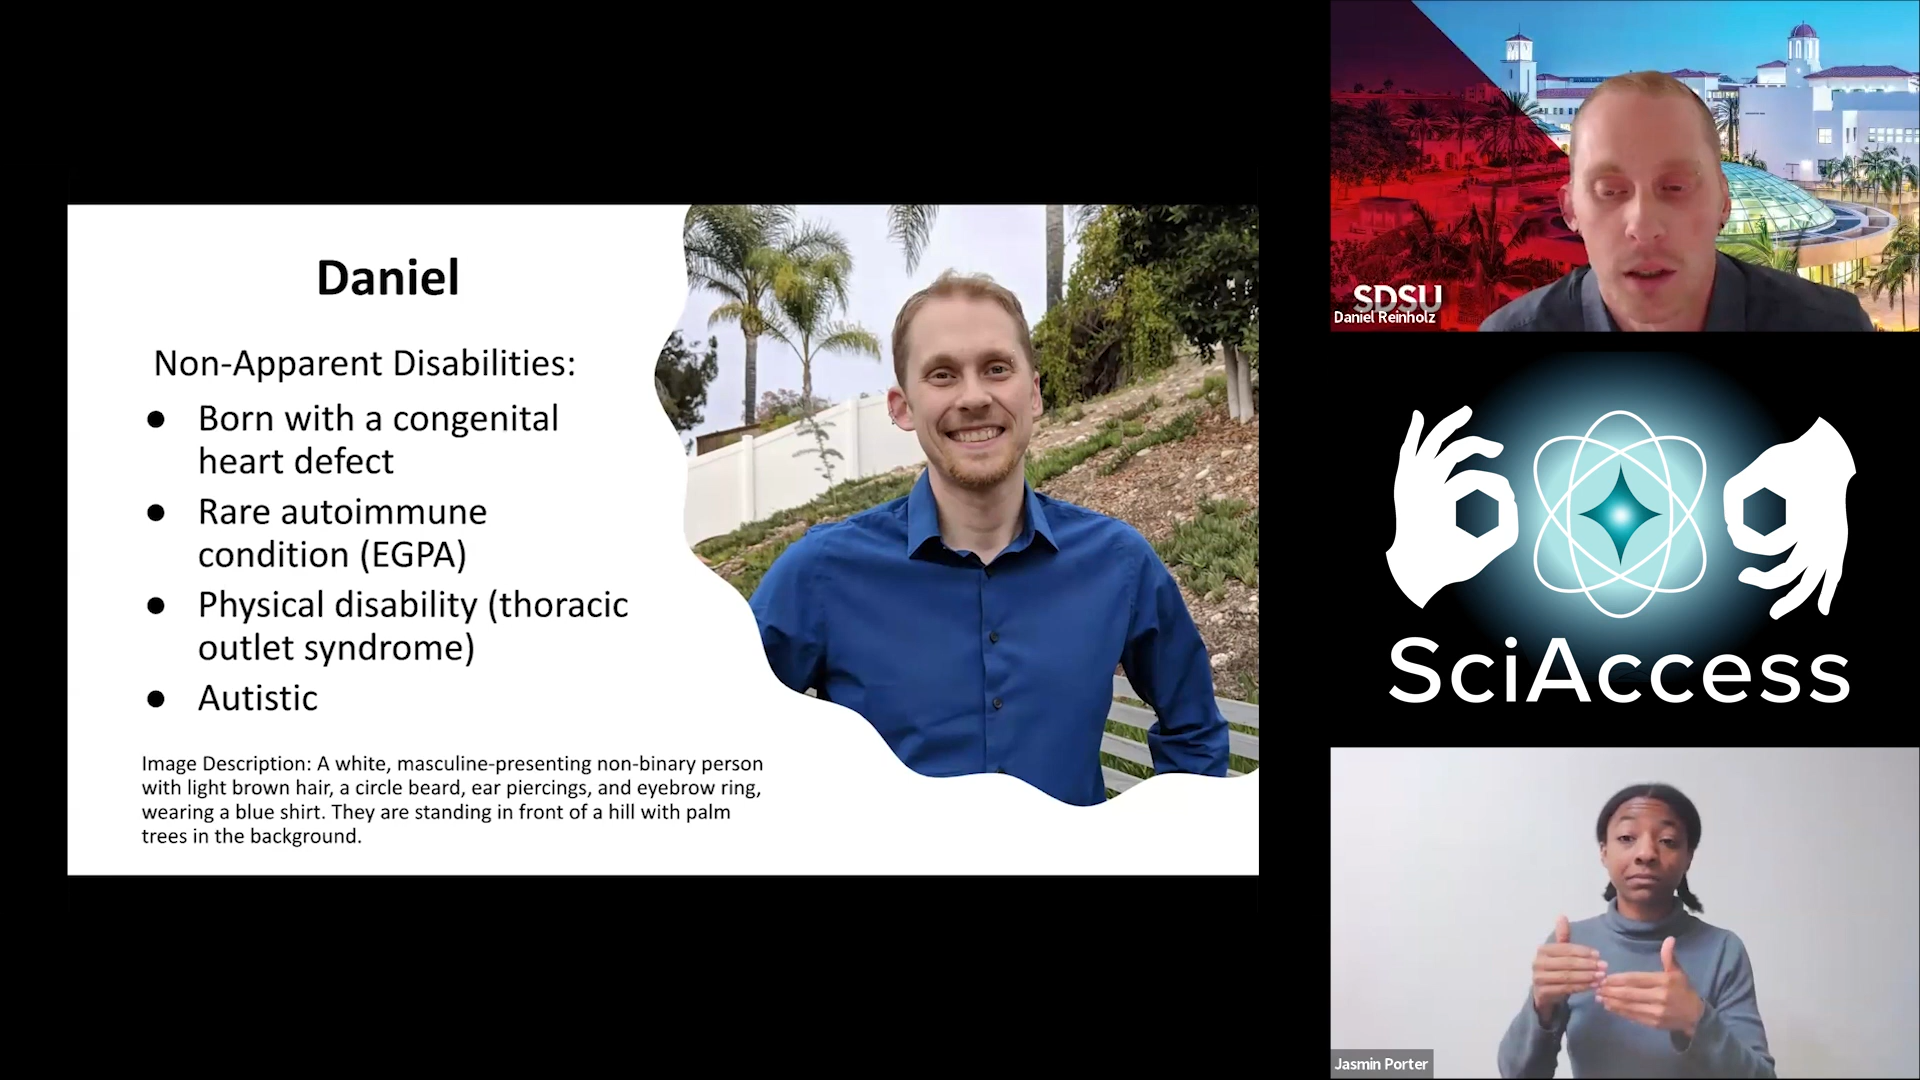 Daniel
Non-Apparent Disabilities:
● Born with a congenital
heart defect
● Rare autoimmune
condition (EGPA)
● Physical disability (thoracic
outlet syndrome)
● Autistic
Image Description: A white, masculine-presenting non-binary person
with light brown hair, a circle beard, ear piercings, and eyebrow ring,
wearing a blue shirt. They are standing in front of a hill with palm
trees in the background.
SDSU
Daniel Reinholz
SciAccess
Jasmin Porter